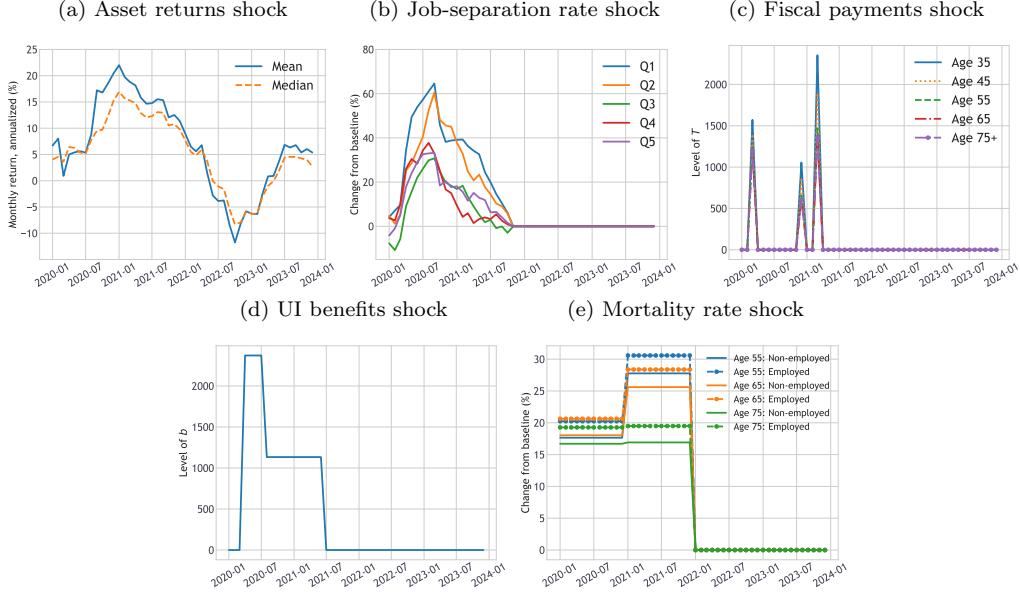 (a) Asset returns shock
Monthly return, annualized (%)
25
20
15
10
5
0
−5
−10
2020-01
2020-07
2021-01
2021-07
2022-01
2022-07
2023-01
2023-07
2024-01
Mean
Median
(b) Job-separation rate shock
Change from baseline (%)
80
60
40
20
0
2020-01
2020-07
2021-01
2021-07
2022-01
2022-07
2023-01
2023-07
2024-01
Q1
Q2
Q3
Q4
Q5
(c) Fiscal payments shock
Level of T
2000
1500
1000
500
0
2020-01
2020-07
2021-01
2021-07
2022-01
2022-07
2023-01
2023-07
2024-01
Age 35
Age 45
Age 55
Age 65
Age 75+
(d) UI benefits shock
Level of b
2000
1500
1000
500
0
2020-01
2020-07
2021-01
2021-07
2022-01
2022-07
2023-01
2023-07
2024-01
(e) Mortality rate shock
Change from baseline (%)
30
25
20
15
10
5
0
2020-01
2020-07
2021-01
2021-07
2022-01
2022-07
2023-01
2023-07
2024-01
Age 55: Non-employed
Age 55: Employed
Age 65: Non-employed
Age 65: Employed
Age 75: Non-employed
Age 75: Employed